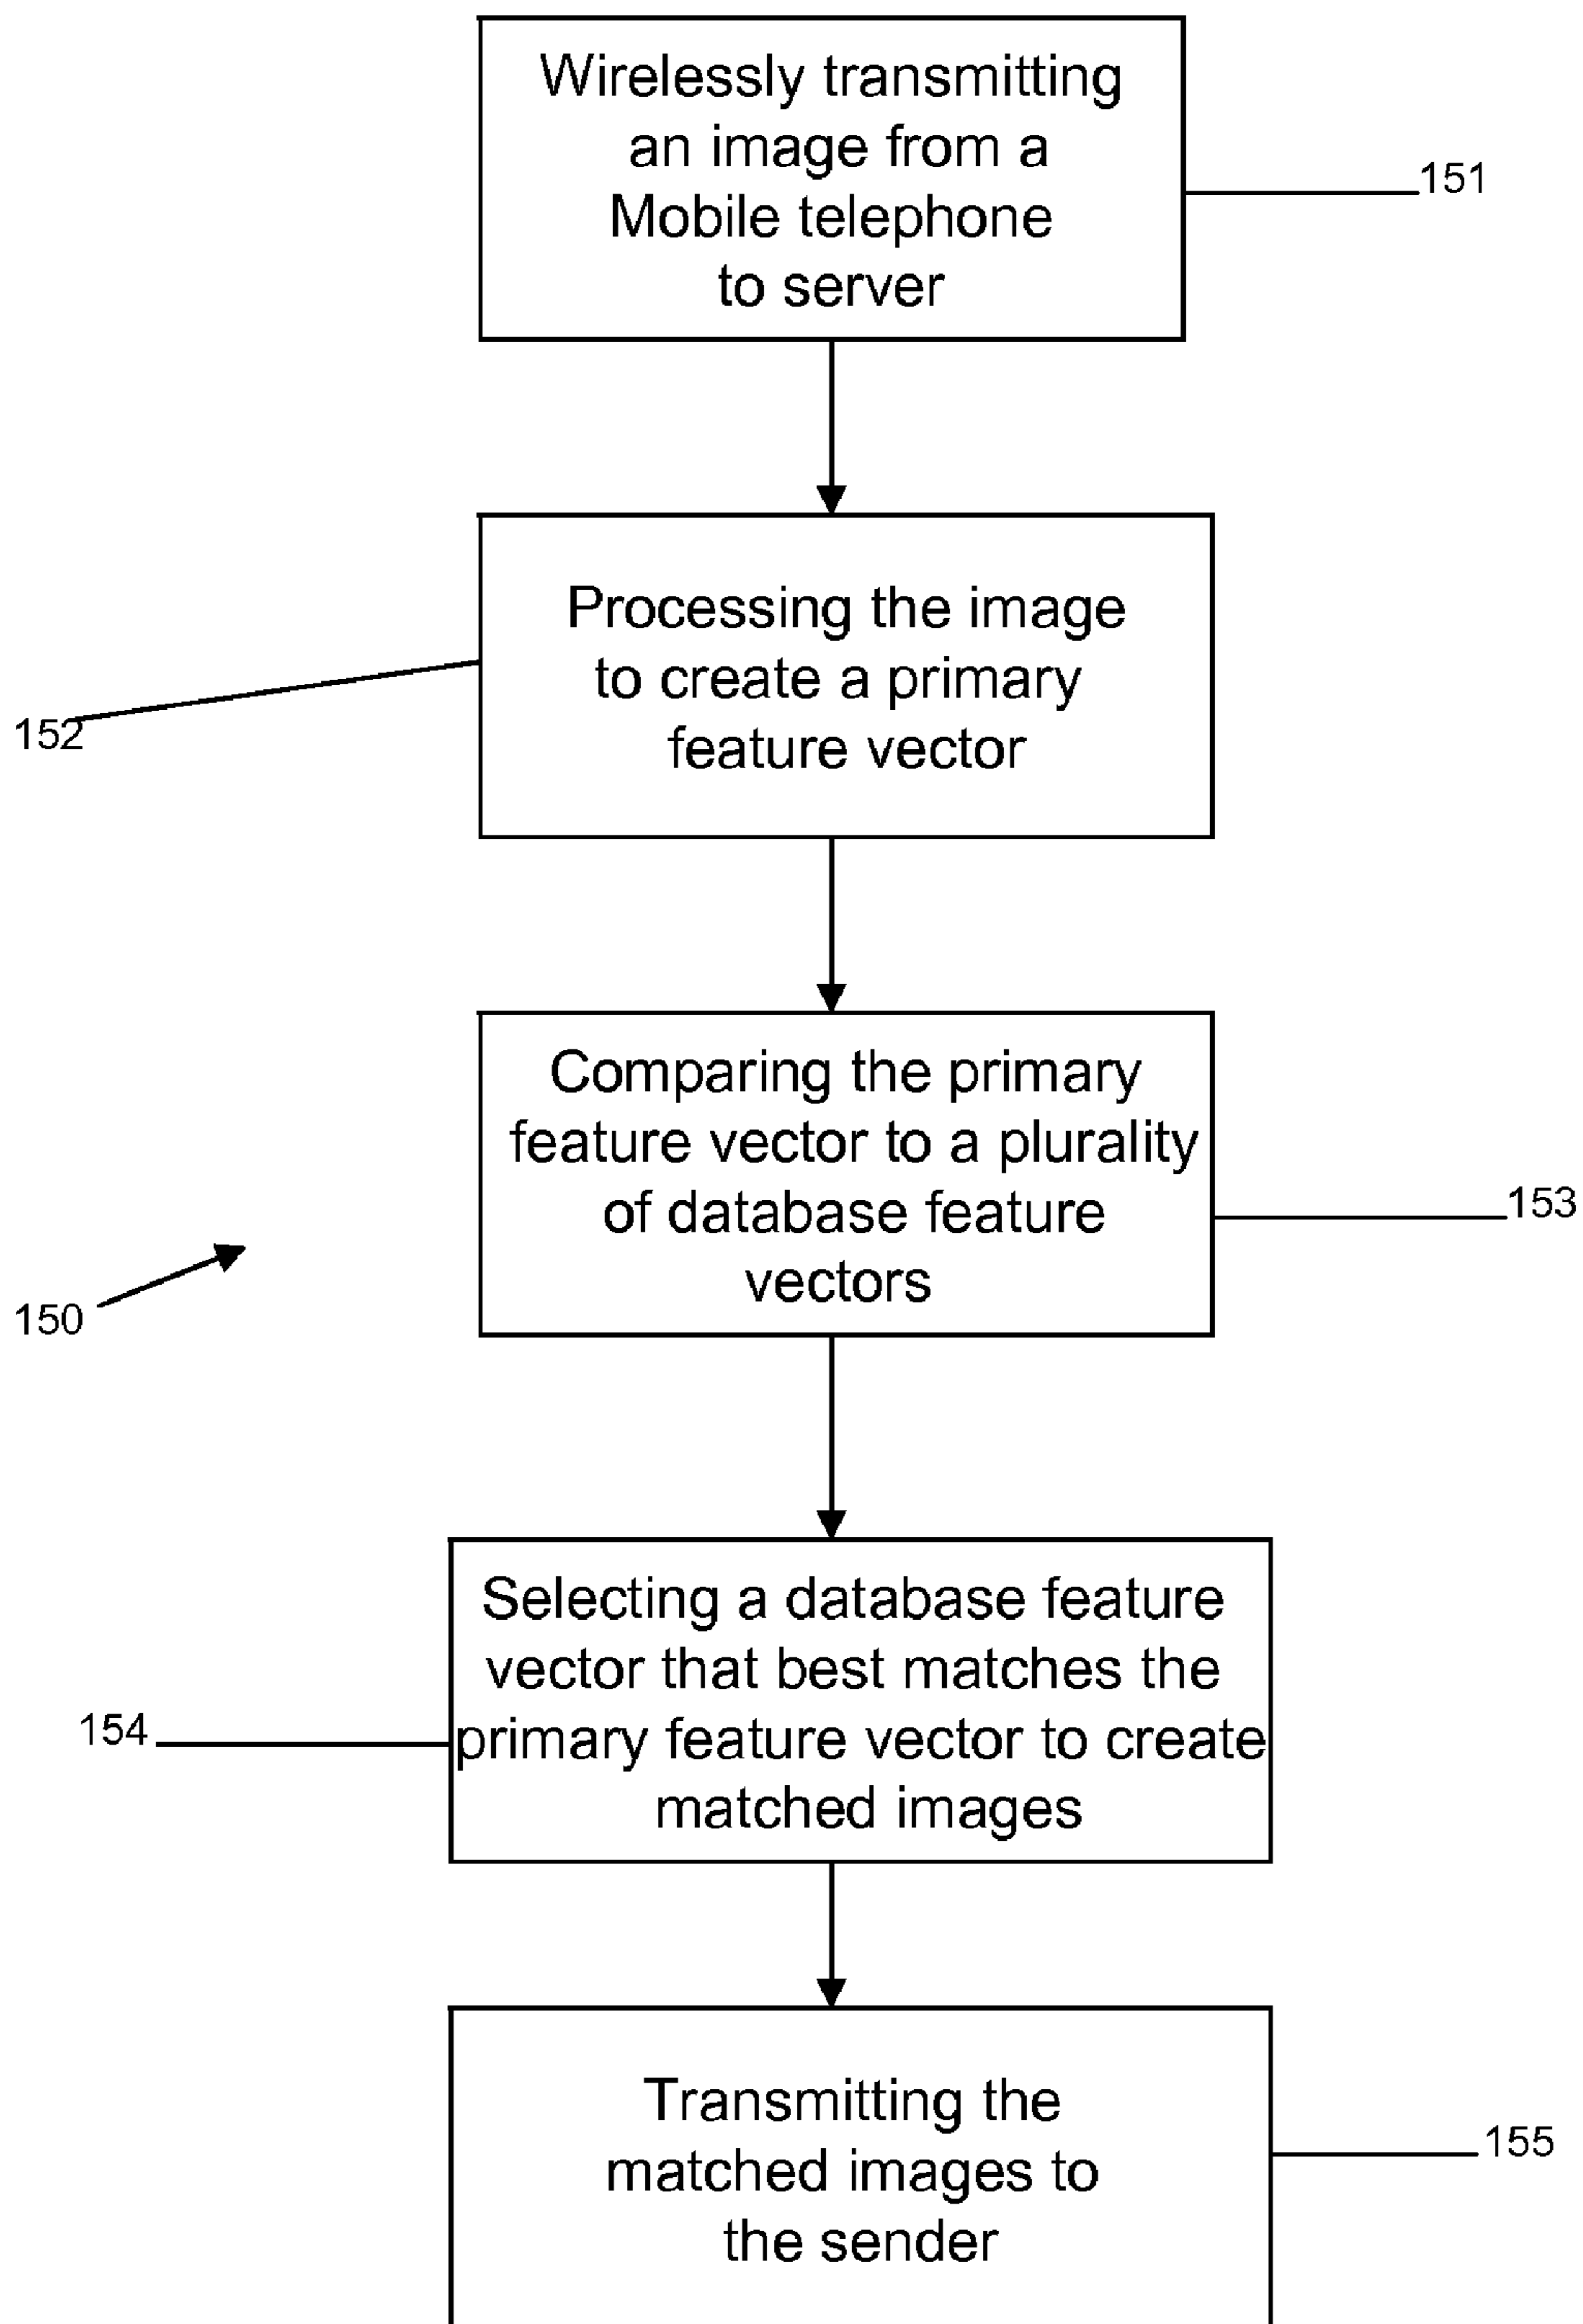 Wirelessly transmitting
an image from a
Mobile telephone
to server
151
Processing the image
to create a primary
feature vector
152
Comparing the primary
feature vector to a plurality
of database feature
vectors
153
150
Selecting a database feature
vector that best matches the
primary feature vector to create
matched images
154
Transmitting the
matched images to
the sender
155